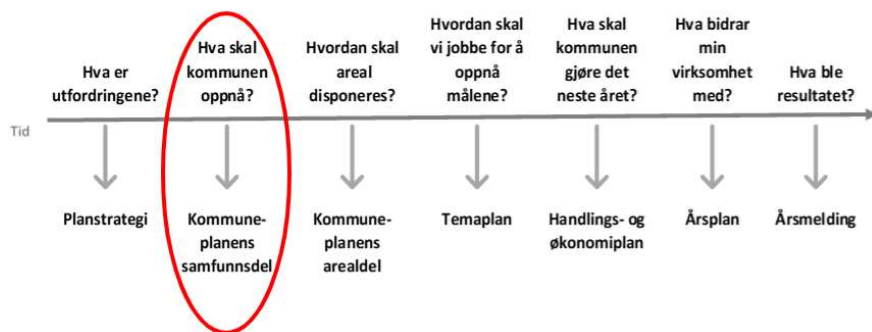 Hva er
utfordringene?
Hva skal
kommunen
oppnå?
Hvordan skal
areal
disponeres?
Hvordan skal
vi jobbe for å
oppnå
målene?
Hva skal
kommunen
gjøre det
neste året?
Hva bidrar
min
virksomhet
med?
Hva ble
resultatet?
Tid
Planstrategi
Kommune-
planens
samfunnsdel
Kommune-
planens
arealdel
Temaplan
Handlings- og
økonomiplan
Årsplan
Årsmelding